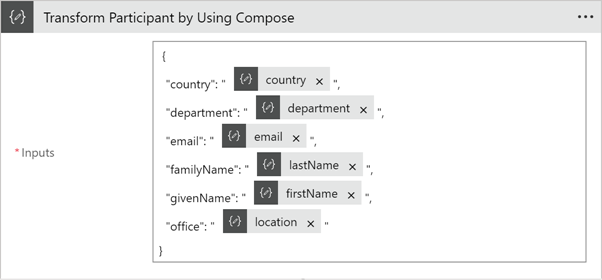 Transform Participant by Using Compose ...
{
"country": " {∕} country × ",
"department": " {∕} department × ",
"email": " {∕} email × ",
*Inputs
"familyName": " {∕} lastName × ",
"givenName": " {∕} firstName × ",
"office": " {∕} location × "
}